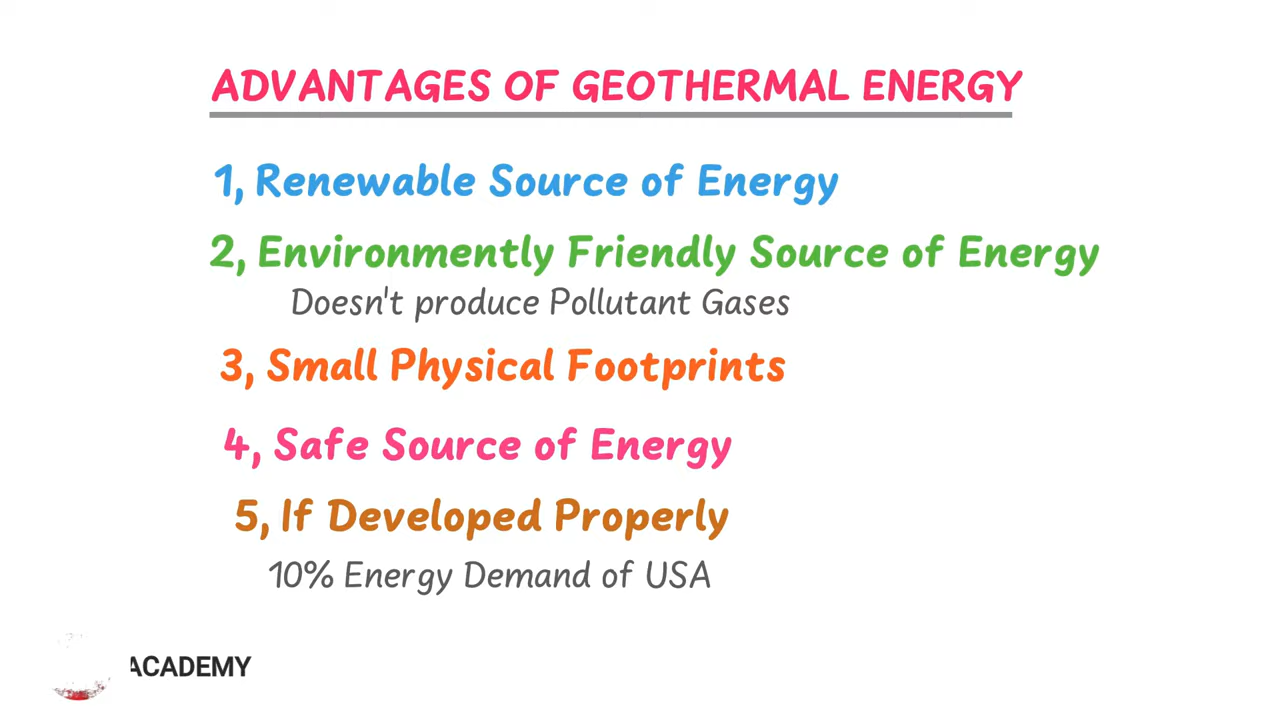 ADVANTAGES OF GEOTHERMAL ENERGY
1, Renewable Source of Energy
2, Environmently Friendly Source of Energy
Doesn't produce Pollutant Gases
3, Small Physical Footprints
4, Safe Source of Energy
5, If Developed Properly
10% Energy Demand of USA
ACADEMY